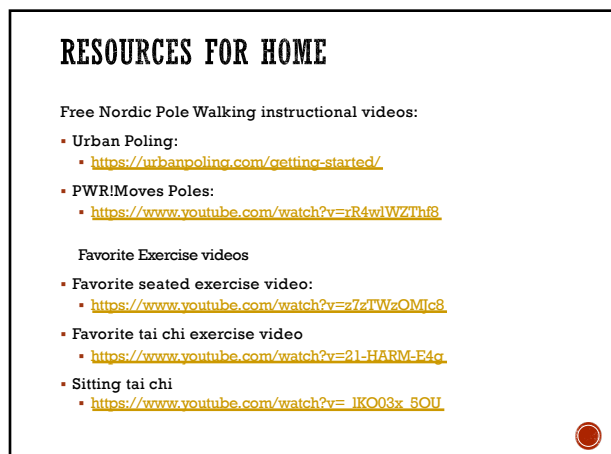 RESOURCES FOR HOME
Free Nordic Pole Walking instructional videos:
▪ Urban Poling:
▪ https://urbanpoling.com/getting-started/
▪ PWR!Moves Poles:
▪ https://www.youtube.com/watch?v=rR4wlWZThf8
Favorite Exercise videos
▪ Favorite seated exercise video:
▪ https://www.youtube.com/watch?v=z7zTWzOMJc8
▪ Favorite tai chi exercise video
▪ https://www.youtube.com/watch?v=21-HARM-E4g
▪ Sitting tai chi
▪ https://www.youtube.com/watch?v=_lKO03x_5OU